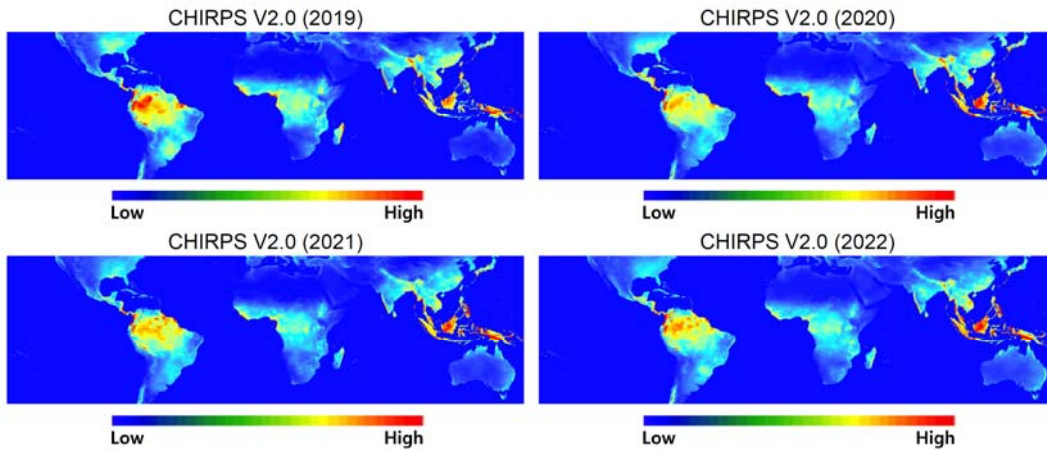 CHIRPS V2.0 (2019)
CHIRPS V2.0 (2020)
Low High
Low High
CHIRPS V2.0 (2021)
CHIRPS V2.0 (2022)
Low High
Low High